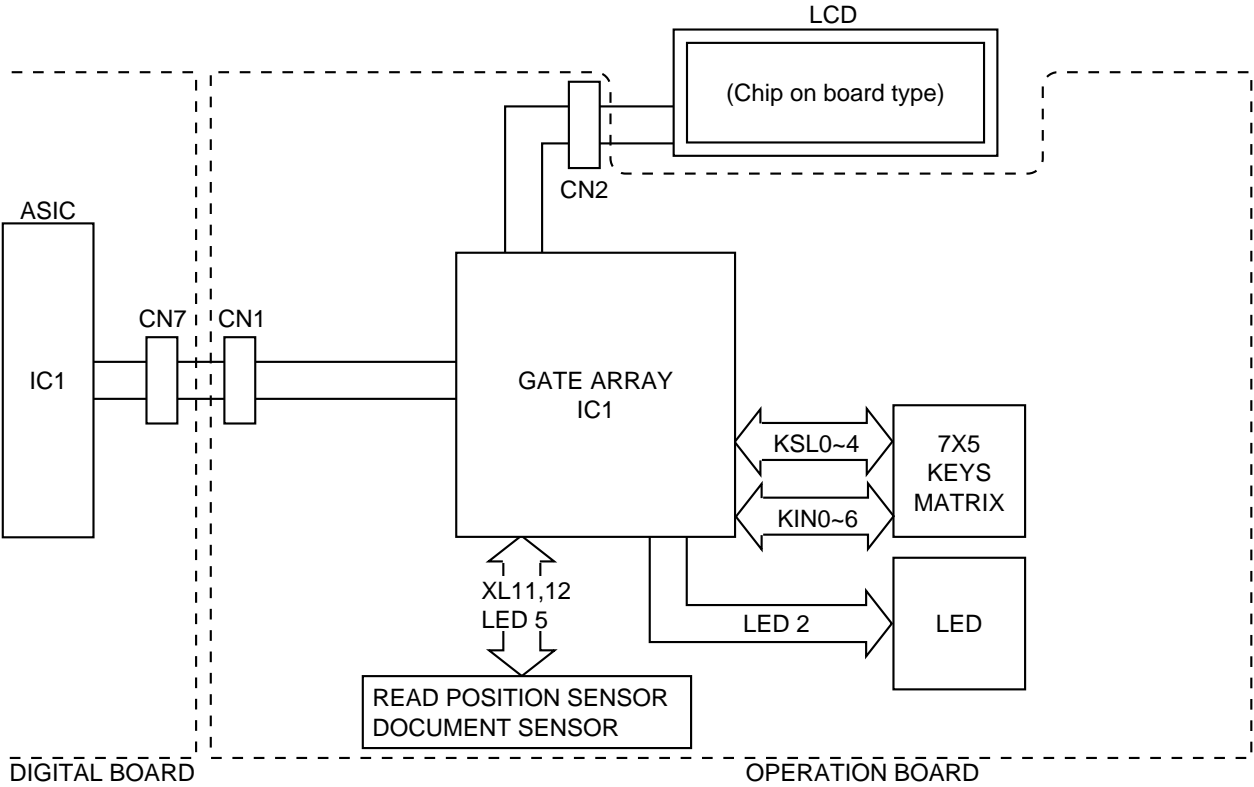 LCD
(Chip on board type)
CN2
ASIC
CN7
CN1
IC1
GATE ARRAY
IC1
KSL0~4
7X5
KEYS
MATRIX
KIN0~6
XL11,12
LED 5
LED 2
LED
READ POSITION SENSOR
DOCUMENT SENSOR
DIGITAL BOARD
OPERATION BOARD